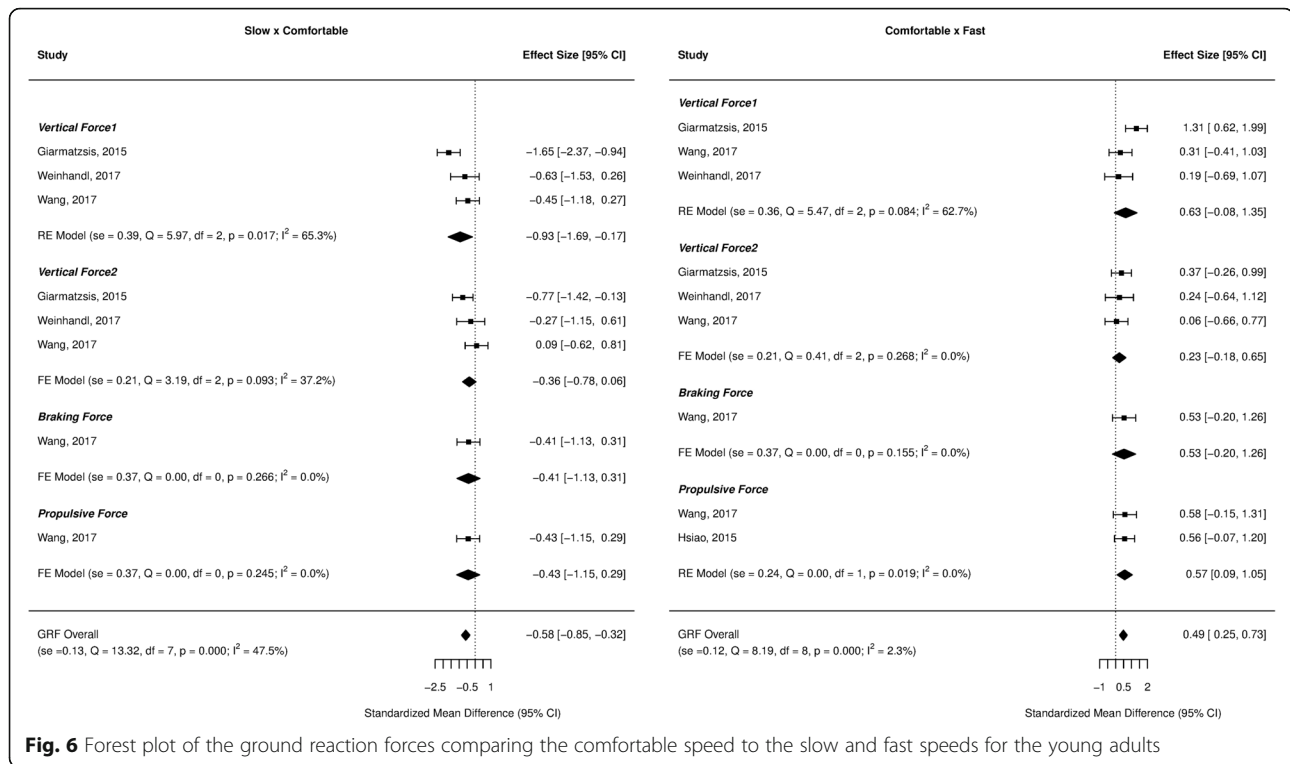 Slow x Comfortable
Study Effect Size [95% CI]
Vertical Force1
Giarmatzsis, 2015 −1.65 [−2.37, −0.94]
Weinhandl, 2017 −0.63 [−1.53, 0.26]
Wang, 2017 −0.45 [−1.18, 0.27]
RE Model (se = 0.39, Q = 5.97, df = 2, p = 0.017; I² = 65.3%) −0.93 [−1.69, −0.17]
Vertical Force2
Giarmatzsis, 2015 −0.77 [−1.42, −0.13]
Weinhandl, 2017 −0.27 [−1.15, 0.61]
Wang, 2017 0.09 [−0.62, 0.81]
FE Model (se = 0.21, Q = 3.19, df = 2, p = 0.093; I² = 37.2%) −0.36 [−0.78, 0.06]
Braking Force
Wang, 2017 −0.41 [−1.13, 0.31]
FE Model (se = 0.37, Q = 0.00, df = 0, p = 0.266; I² = 0.0%) −0.41 [−1.13, 0.31]
Propulsive Force
Wang, 2017 −0.43 [−1.15, 0.29]
FE Model (se = 0.37, Q = 0.00, df = 0, p = 0.245; I² = 0.0%) −0.43 [−1.15, 0.29]
GRF Overall −0.58 [−0.85, −0.32]
(se =0.13, Q = 13.32, df = 7, p = 0.000; I² = 47.5%)
−2.5 −0.5 1
Standardized Mean Difference (95% CI)
Comfortable x Fast
Study Effect Size [95% CI]
Vertical Force1
Giarmatzsis, 2015 1.31 [ 0.62, 1.99]
Wang, 2017 0.31 [−0.41, 1.03]
Weinhandl, 2017 0.19 [−0.69, 1.07]
RE Model (se = 0.36, Q = 5.47, df = 2, p = 0.084; I² = 62.7%) 0.63 [−0.08, 1.35]
Vertical Force2
Giarmatzsis, 2015 0.37 [−0.26, 0.99]
Weinhandl, 2017 0.24 [−0.64, 1.12]
Wang, 2017 0.06 [−0.66, 0.77]
FE Model (se = 0.21, Q = 0.41, df = 2, p = 0.268; I² = 0.0%) 0.23 [−0.18, 0.65]
Braking Force
Wang, 2017 0.53 [−0.20, 1.26]
FE Model (se = 0.37, Q = 0.00, df = 0, p = 0.155; I² = 0.0%) 0.53 [−0.20, 1.26]
Propulsive Force
Wang, 2017 0.58 [−0.15, 1.31]
Hsiao, 2015 0.56 [−0.07, 1.20]
RE Model (se = 0.24, Q = 0.00, df = 1, p = 0.019; I² = 0.0%) 0.57 [0.09, 1.05]
GRF Overall 0.49 [0.25, 0.73]
(se =0.12, Q = 8.19, df = 8, p = 0.000; I² = 2.3%)
−1 0.5 2
Standardized Mean Difference (95% CI)
Fig. 6 Forest plot of the ground reaction forces comparing the comfortable speed to the slow and fast speeds for the young adults